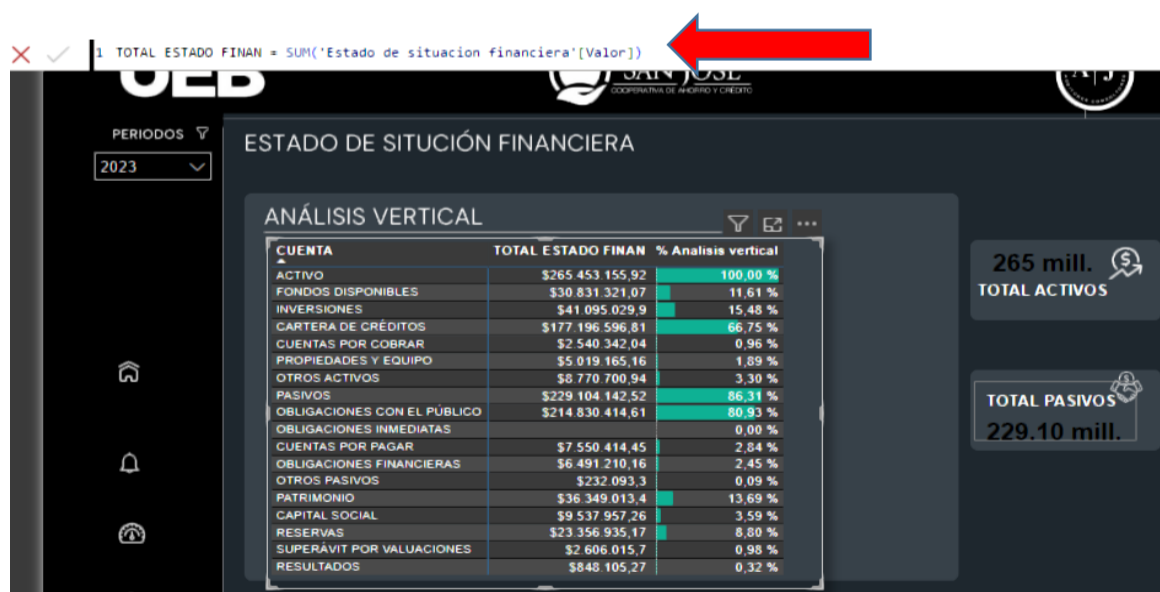 1 TOTAL ESTADO FINAN = SUM('Estado de situacion financiera'[Valor])
UEB
SAN JOSÉ
COOPERATIVA DE AHORRO Y CRÉDITO
A J
PERIODOS
2023
ESTADO DE SITUCIÓN FINANCIERA
ANÁLISIS VERTICAL
CUENTA TOTAL ESTADO FINAN % Analisis vertical
ACTIVO $265.453.155,92 100,00 %
FONDOS DISPONIBLES $30.831.321,07 11,61 %
INVERSIONES $41.095.029,9 15,48 %
CARTERA DE CRÉDITOS $177.196.596,81 66,75 %
CUENTAS POR COBRAR $2.540.342,04 0,96 %
PROPIEDADES Y EQUIPO $5.019.165,16 1,89 %
OTROS ACTIVOS $8.770.700,94 3,30 %
PASIVOS $229.104.142,52 86,31 %
OBLIGACIONES CON EL PÚBLICO $214.830.414,61 80,93 %
OBLIGACIONES INMEDIATAS 0,00 %
CUENTAS POR PAGAR $7.550.414,45 2,84 %
OBLIGACIONES FINANCIERAS $6.491.210,16 2,45 %
OTROS PASIVOS $232.093,3 0,09 %
PATRIMONIO $36.349.013,4 13,69 %
CAPITAL SOCIAL $9.537.957,26 3,59 %
RESERVAS $23.356.935,17 8,80 %
SUPERÁVIT POR VALUACIONES $2.606.015,7 0,98 %
RESULTADOS $848.105,27 0,32 %
265 mill.
TOTAL ACTIVOS
TOTAL PASIVOS
229.10 mill.